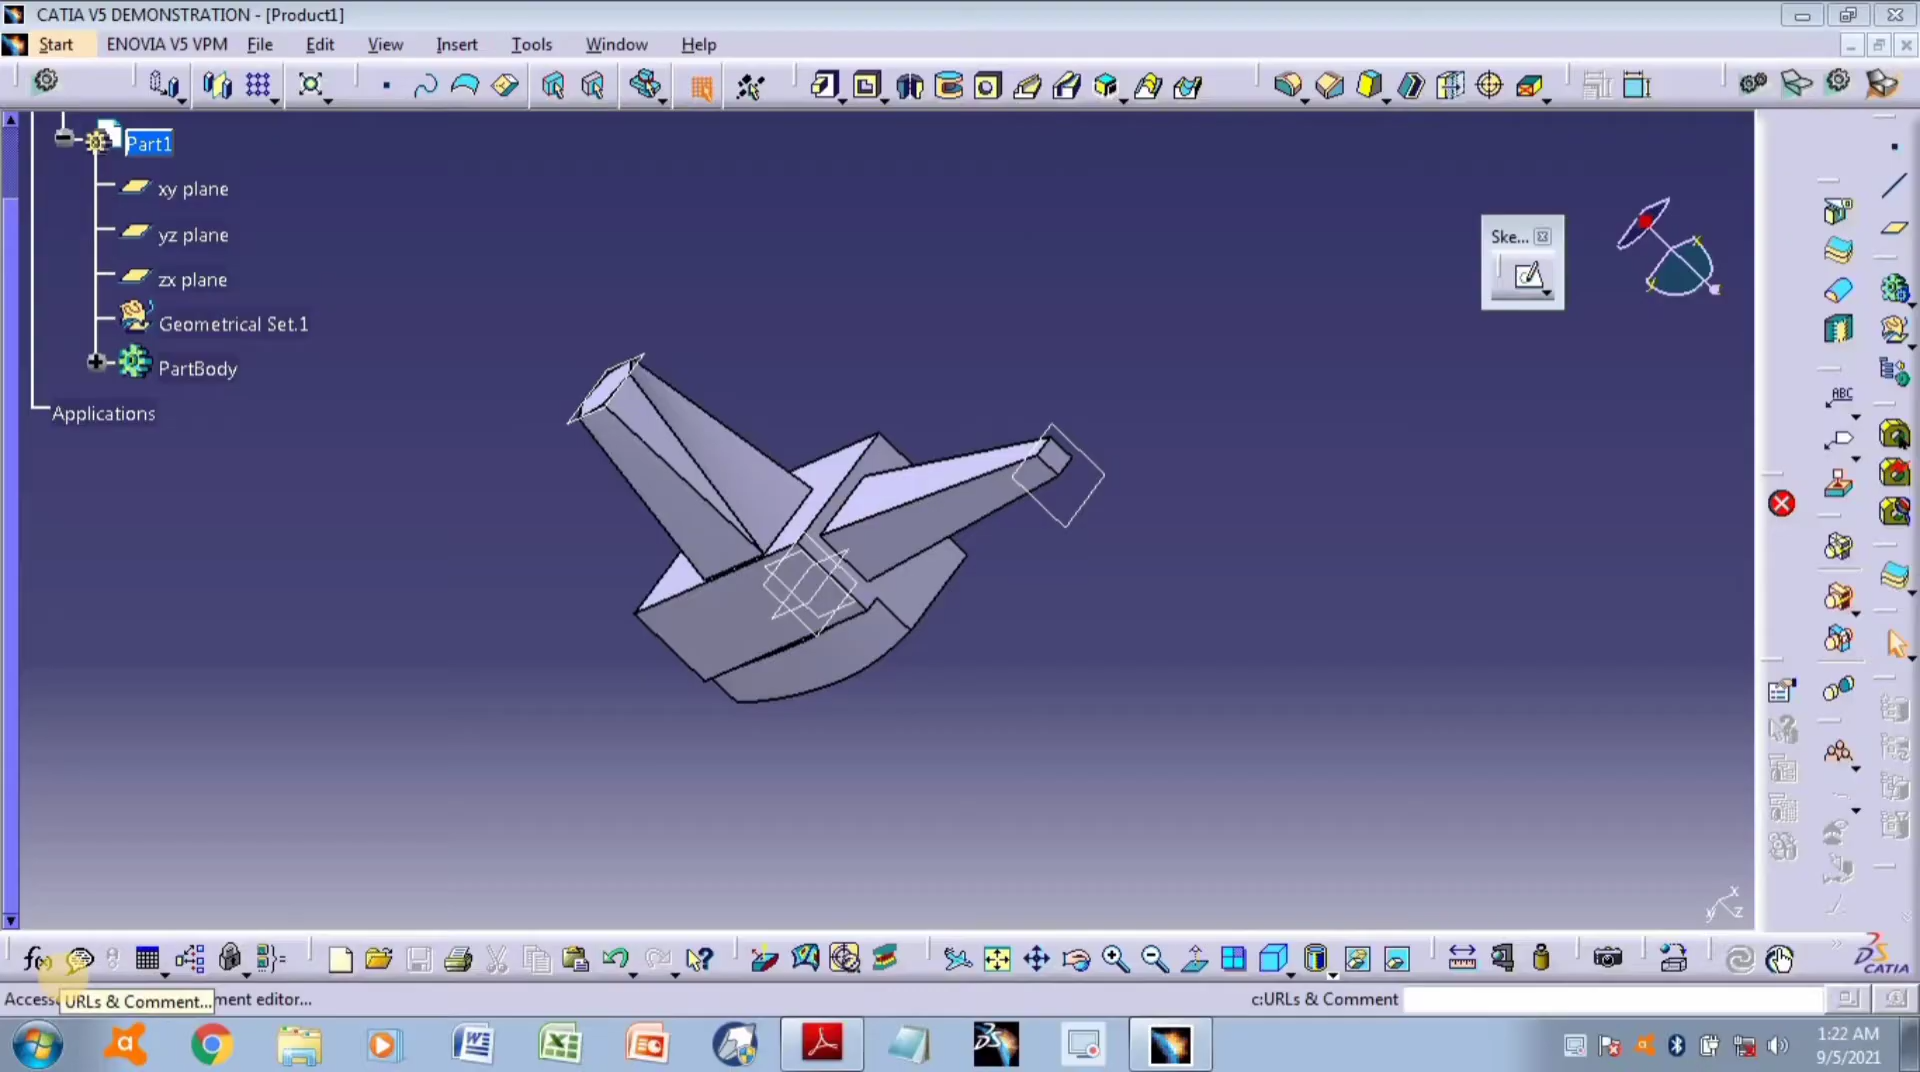 CATIA V5 DEMONSTRATION - [Product1]
Start ENOVIA V5 VPM File Edit View Insert Tools Window Help
Part1
xy plane
yz plane
Ske...
zx plane
Geometrical Set.1
PartBody
ABC
Applications
x
y z
f(x)
DS CATIA
Access
URLs & Comment...
ment editor...
c:URLs & Comment
DS
1:22 AM
9/5/2021